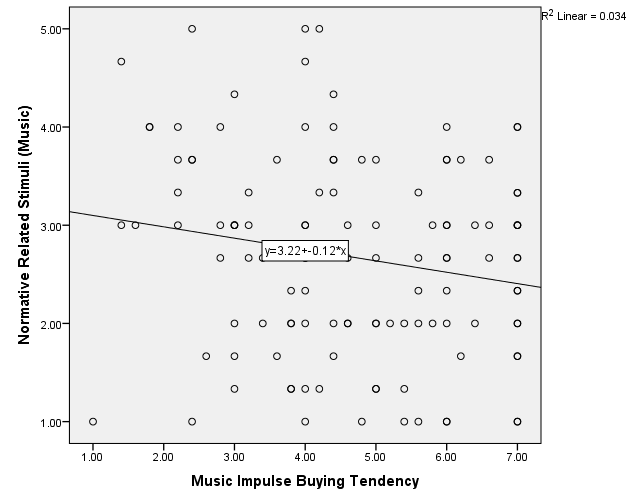 R2 Linear = 0.034
5.00
4.00
3.00
2.00
1.00
Normative Related Stimuli (Music)
y=3.22+-0.12*x
1.00 2.00 3.00 4.00 5.00 6.00 7.00
Music Impulse Buying Tendency